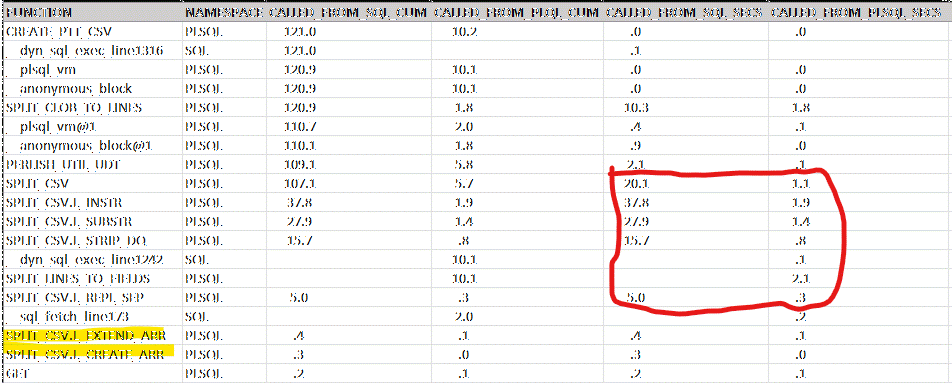 FUNCTION NAMESPACE CALLED_FROM_SQL_CUM CALLED_FROM_PLSQL_CUM CALLED_FROM_SQL_SECS CALLED_FROM_PLSQL_SECS
CREATE_PTT_CSV PLSQL 121.0 10.2 .0 .0
dyn_sql_exec_line1316 SQL 121.0 .1
plsql_vm PLSQL 120.9 10.1 .0 .0
anonymous_block PLSQL 120.9 10.1 .0 .0
SPLIT_CLOB_TO_LINES PLSQL 120.9 1.8 10.3 1.8
plsql_vm@1 PLSQL 110.7 2.0 .4 .1
anonymous_block@1 PLSQL 110.1 1.8 .9 .0
PERLISH_UTIL_UDT PLSQL 109.1 5.8 2.1 .1
SPLIT_CSV PLSQL 107.1 5.7 20.1 1.1
SPLIT_CSV.L_INSTR PLSQL 37.8 1.9 37.8 1.9
SPLIT_CSV.L_SUBSTR PLSQL 27.9 1.4 27.9 1.4
SPLIT_CSV.L_STRIP_DQ PLSQL 15.7 .8 15.7 .8
dyn_sql_exec_line1242 SQL 10.1 .1
SPLIT_LINES_TO_FIELDS PLSQL 10.1 2.1
SPLIT_CSV.L_REPL_SEP PLSQL 5.0 .3 5.0 .3
sql_fetch_line173 SQL 2.0 .2
SPLIT_CSV.L_EXTEND_ARR PLSQL .4 .1 .4 .1
SPLIT_CSV.L_CREATE_ARR PLSQL .3 .0 .3 .0
GET PLSQL .2 .1 .2 .1